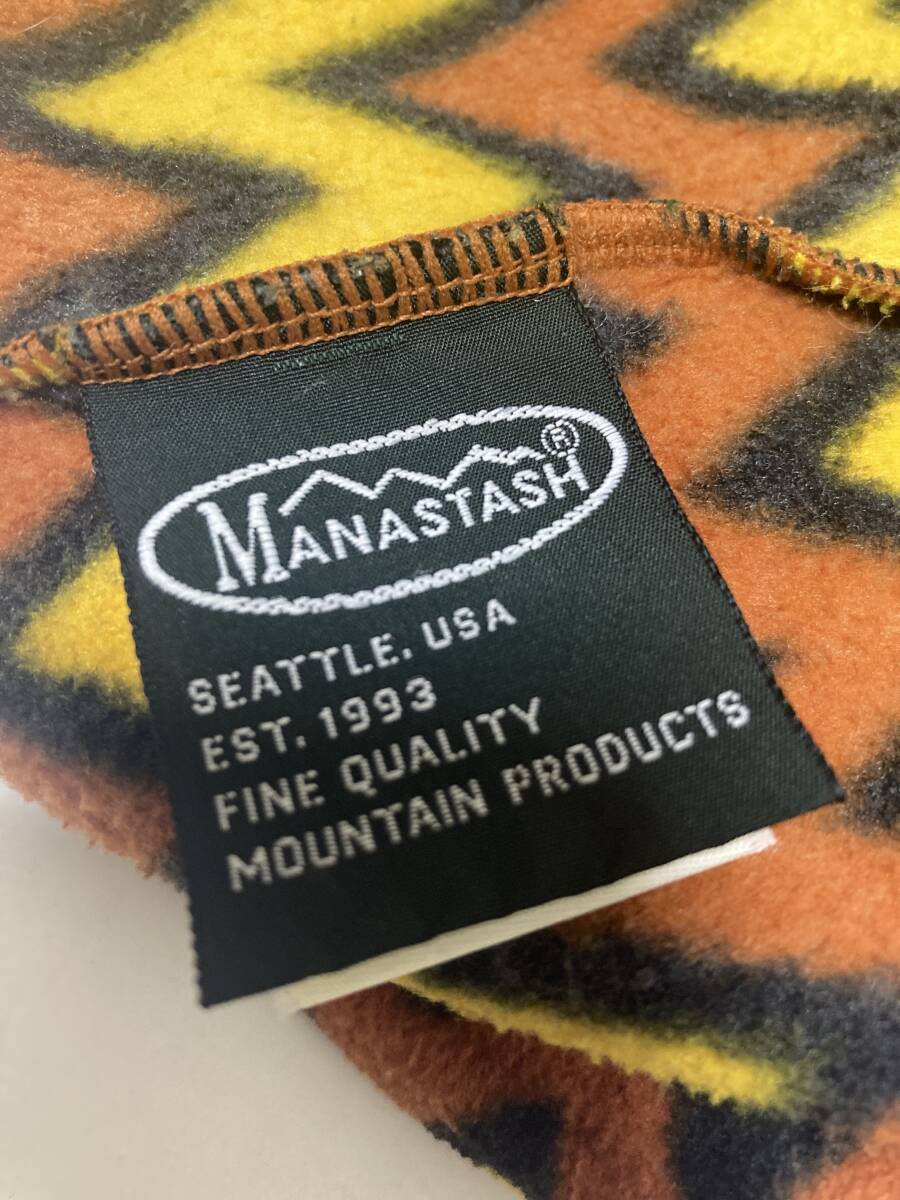 MANASTASH®
SEATTLE, USA
EST. 1993
FINE QUALITY
MOUNTAIN PRODUCTS